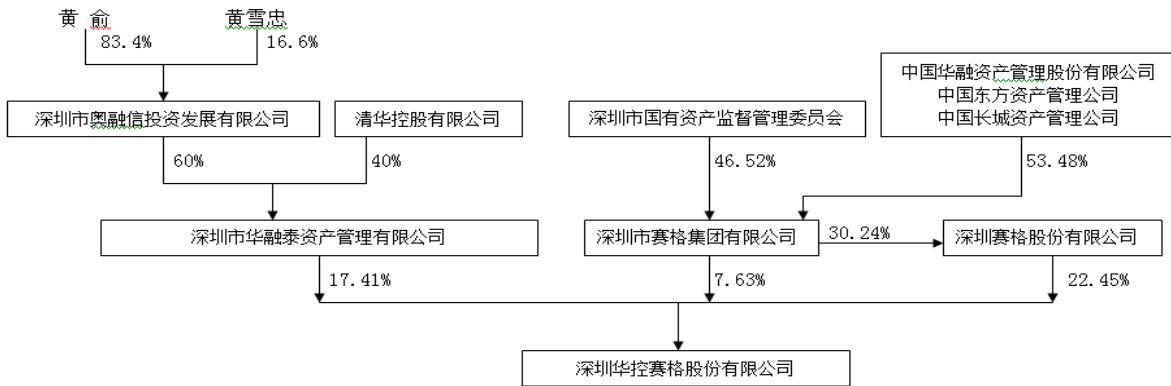 黄 俞
黄雪忠
83.4%
16.6%
中国华融资产管理股份有限公司
中国东方资产管理公司
中国长城资产管理公司
深圳市奥融信投资发展有限公司
清华控股有限公司
深圳市国有资产监督管理委员会
60%
40%
46.52%
53.48%
深圳市华融泰资产管理有限公司
深圳市赛格集团有限公司
30.24%
深圳赛格股份有限公司
17.41%
7.63%
22.45%
深圳华控赛格股份有限公司